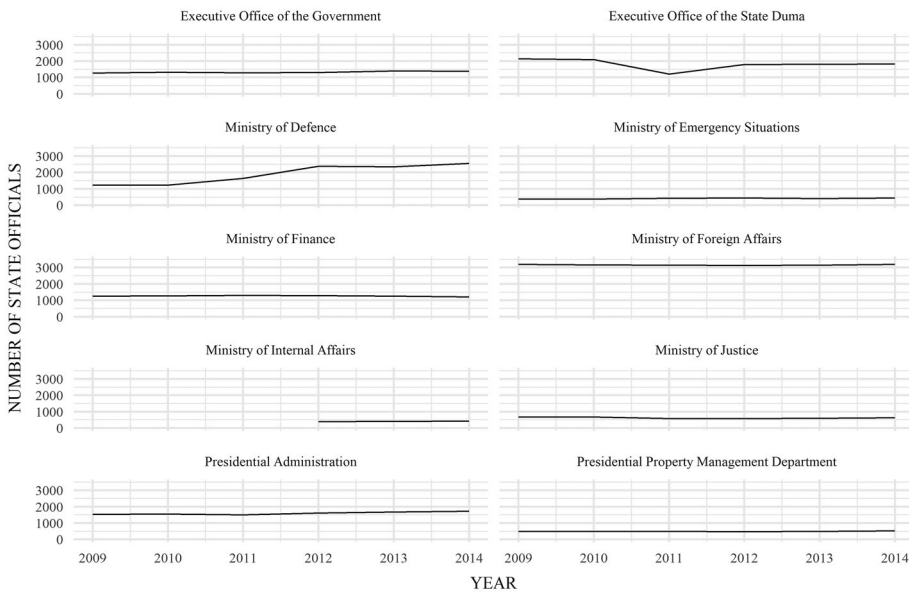 Executive Office of the Government
Executive Office of the State Duma
3000
2000
1000
0
Ministry of Defence
Ministry of Emergency Situations
3000
2000
1000
0
Ministry of Finance
Ministry of Foreign Affairs
3000
2000
1000
0
Ministry of Internal Affairs
Ministry of Justice
3000
2000
1000
0
Presidential Administration
Presidential Property Management Department
3000
2000
1000
0
2009 2010 2011 2012 2013 2014 2009 2010 2011 2012 2013 2014
YEAR
NUMBER OF STATE OFFICIALS